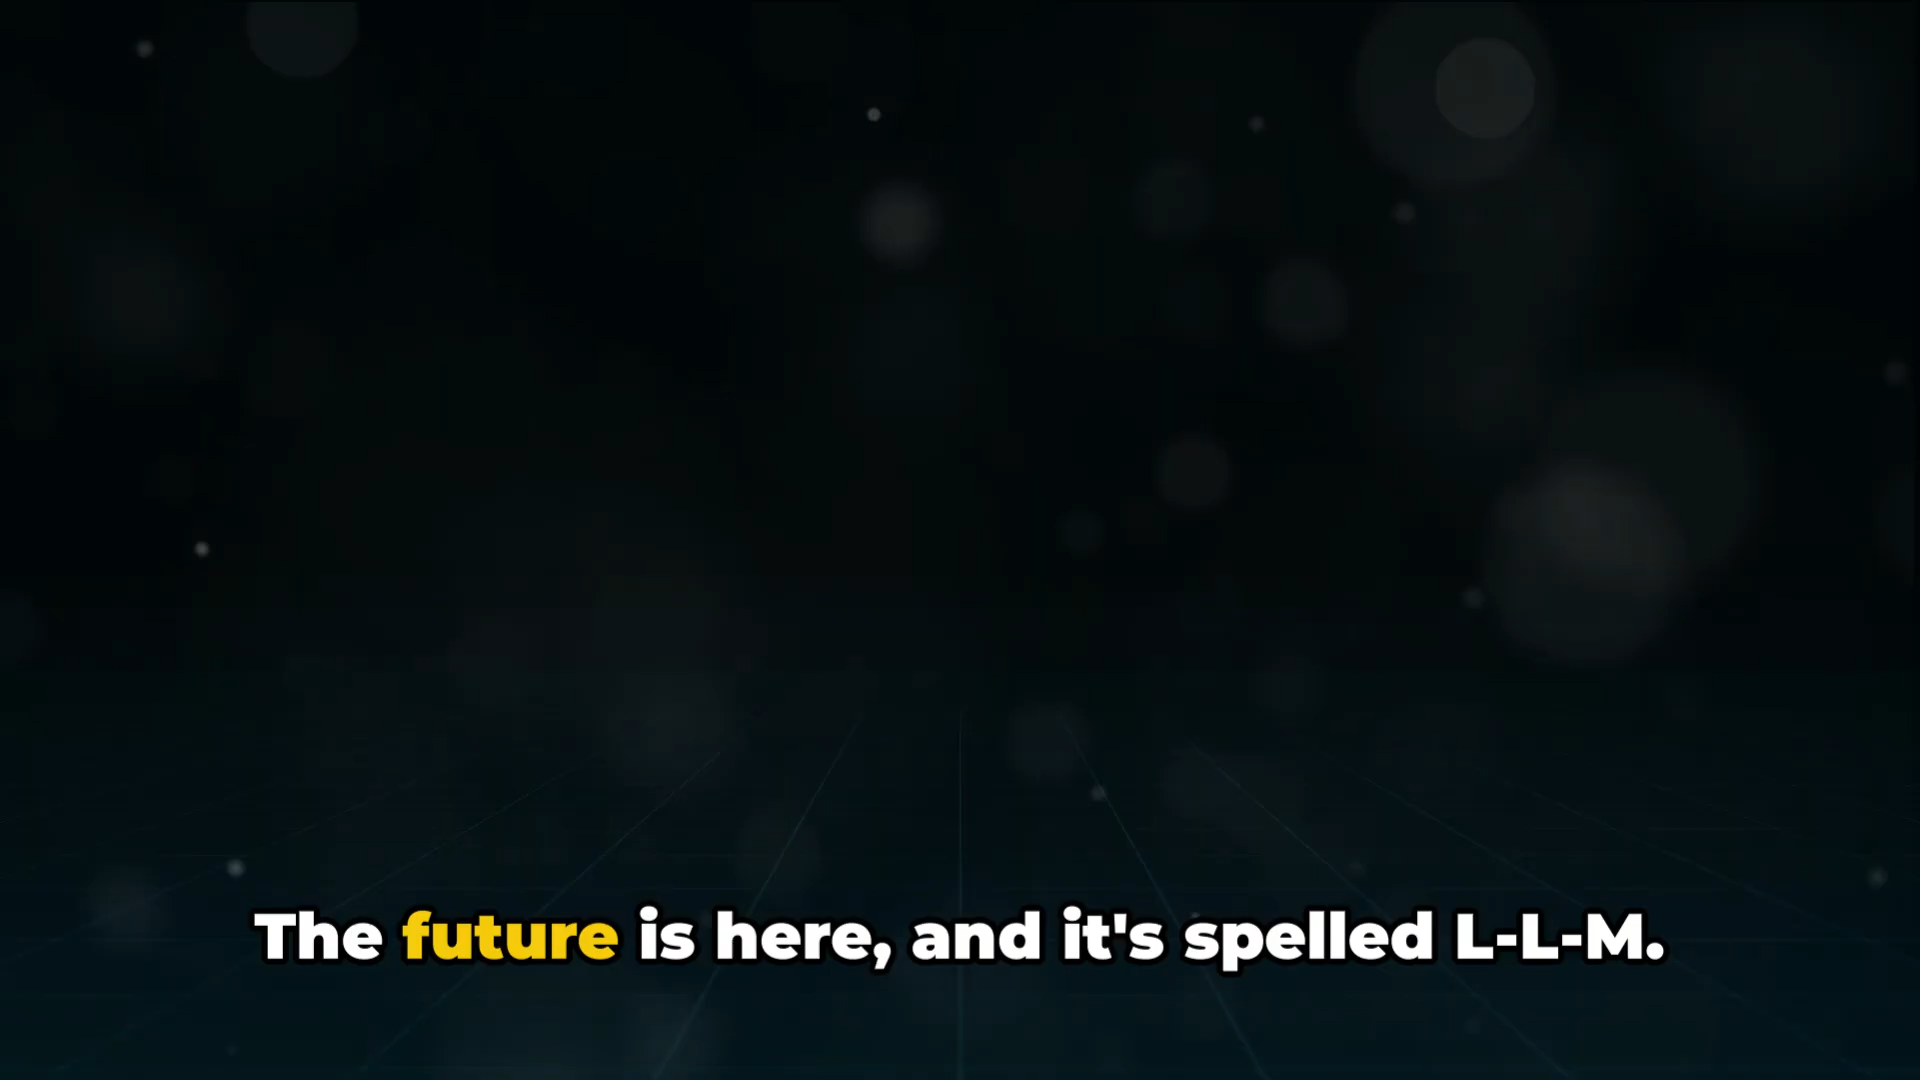 The future is here, and it's spelled L-L-M.